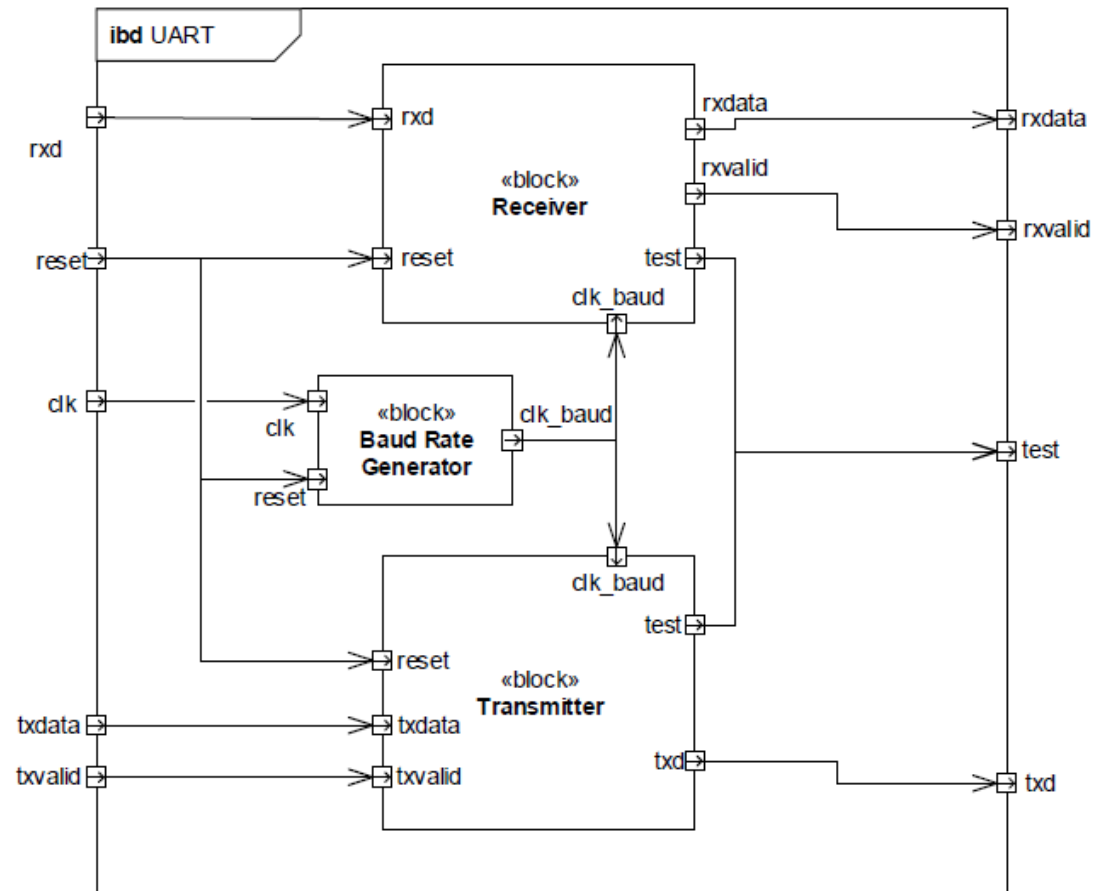 ibd UART
rxd
rxd
rxdata
rxdata
«block»
Receiver
rxvalid
rxvalid
reset
reset
test
clk_baud
clk
clk
«block»
Baud Rate
Generator
clk_baud
reset
test
clk_baud
test
reset
«block»
Transmitter
txdata
txdata
txd
txd
txvalid
txvalid